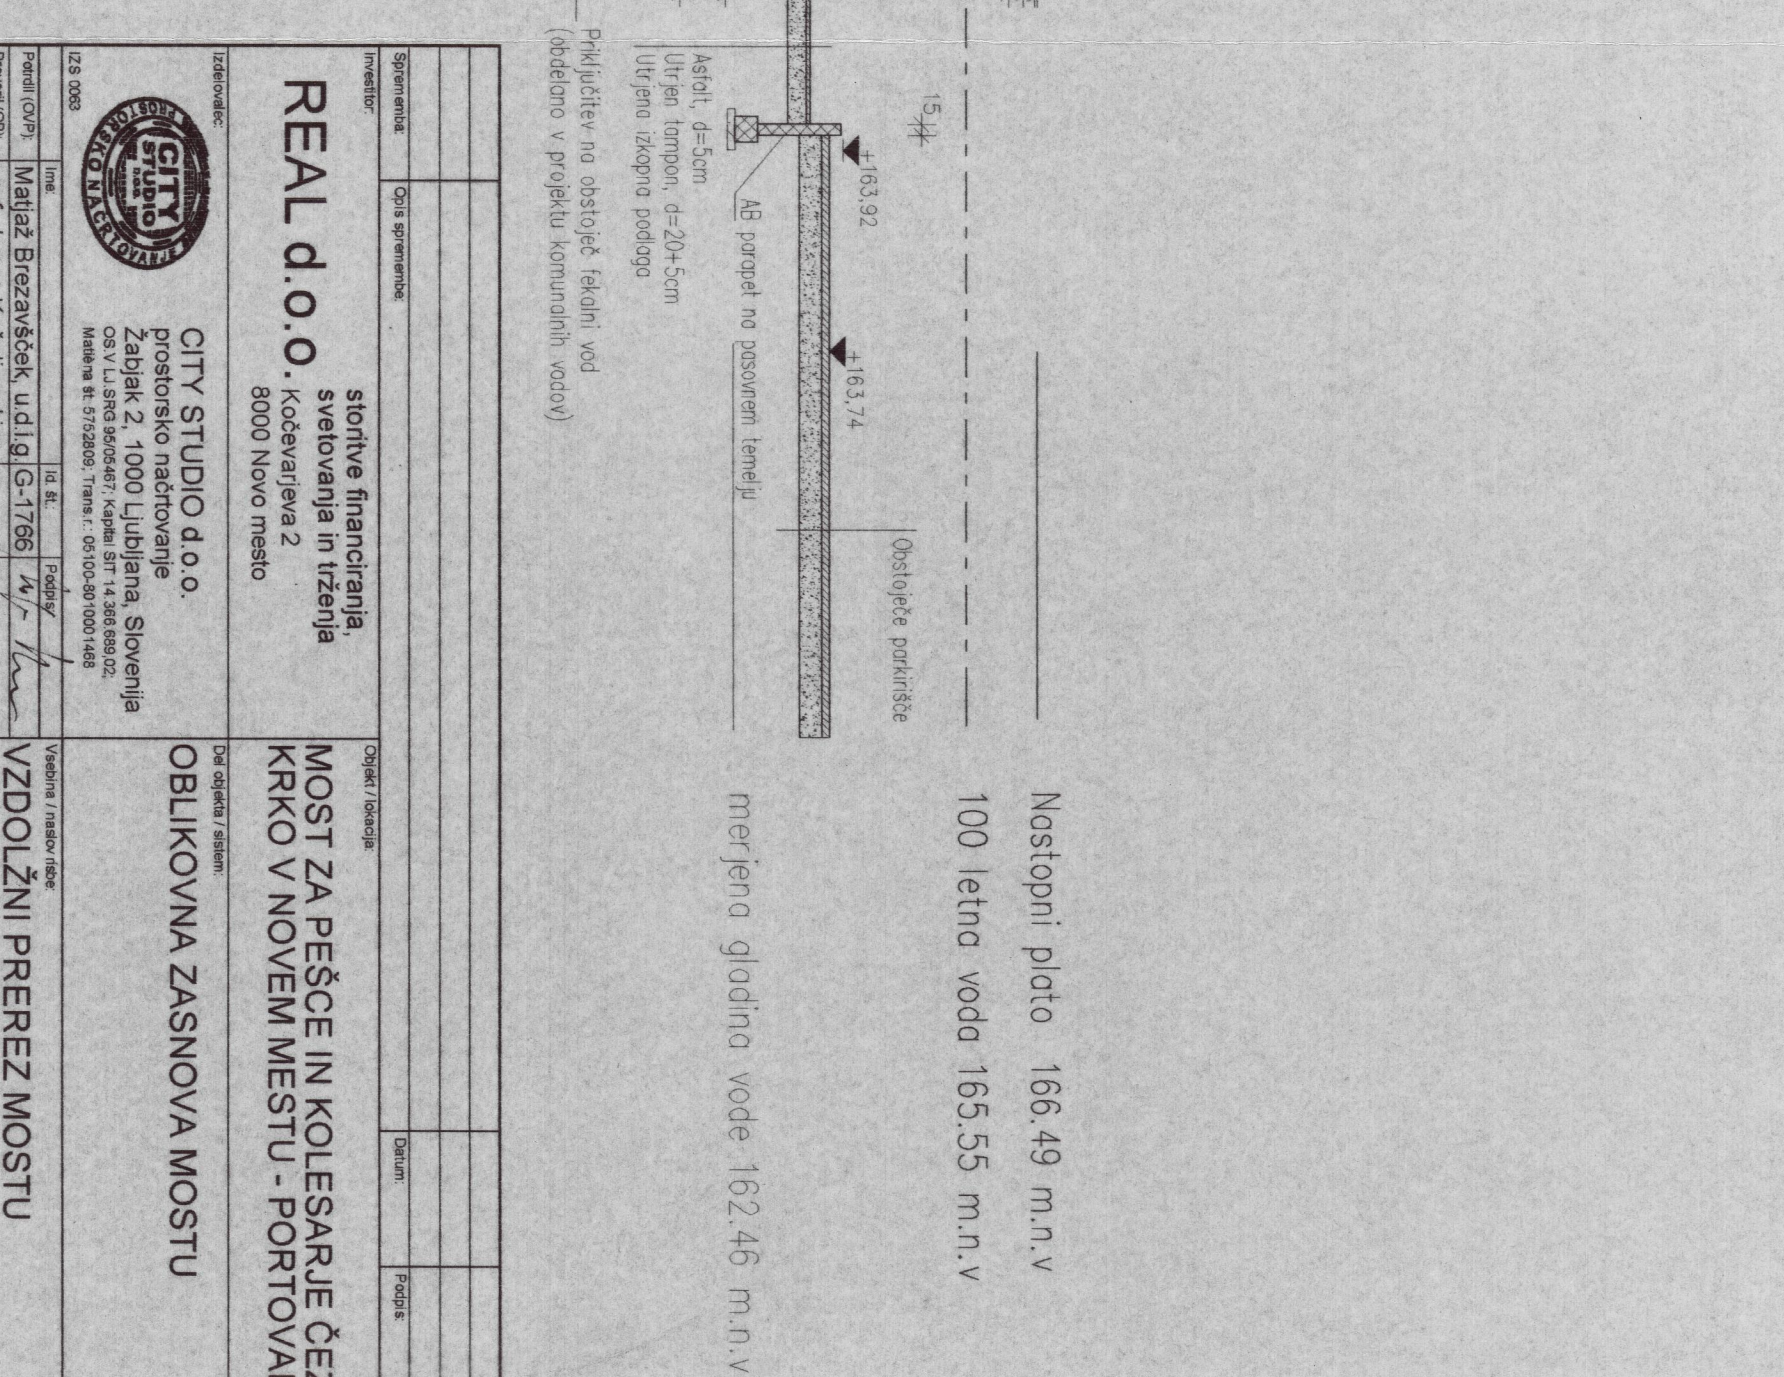 Nastopni plato 166.49 m.n.v
100 letna voda 165.55 m.n.v
15
+163,92
+163,74
Obstoječe parkirišče
merjena gladina vode 162.46 m.n.v
AB parapet na pasovnem temelju
Asfalt, d=5cm
Utrjen tampon, d=20+5cm
Utrjena izkopna podlaga
Priključitev na obstoječ fekalni vod
(obdelano v projektu komunalnih vodov)
Sprememba:
Opis spremembe:
Datum:
Podpis:
Investitor:
REAL d.o.o.
storitve financiranja,
svetovanja in trženja
Kočevarjeva 2
8000 Novo mesto
Objekt / lokacija:
MOST ZA PEŠCE IN KOLESARJE ČEZ
KRKO V NOVEM MESTU - PORTOVAL
Izdelovalec:
CITY
STUDIO
d.o.o.
PROSTORSKO NAČRTOVANJE
IZS 0063
CITY STUDIO d.o.o.
prostorsko načrtovanje
Žabjak 2, 1000 Ljubljana, Slovenija
OS.V LJ.SRG 95/05467; Kapital SIT 14.366.689,02;
Matična št: 5752809; Trans.r.: 05100-8010001468
Del objekta / sistem:
OBLIKOVNA ZASNOVA MOSTU
Ime:
Id. št.:
Podpisy
Potrdil (OVP):
Matjaž Brezavšček, u.d.i.g.
G-1766
Vsebina / naslov risbe:
VZDOLŽNI PREREZ MOSTU